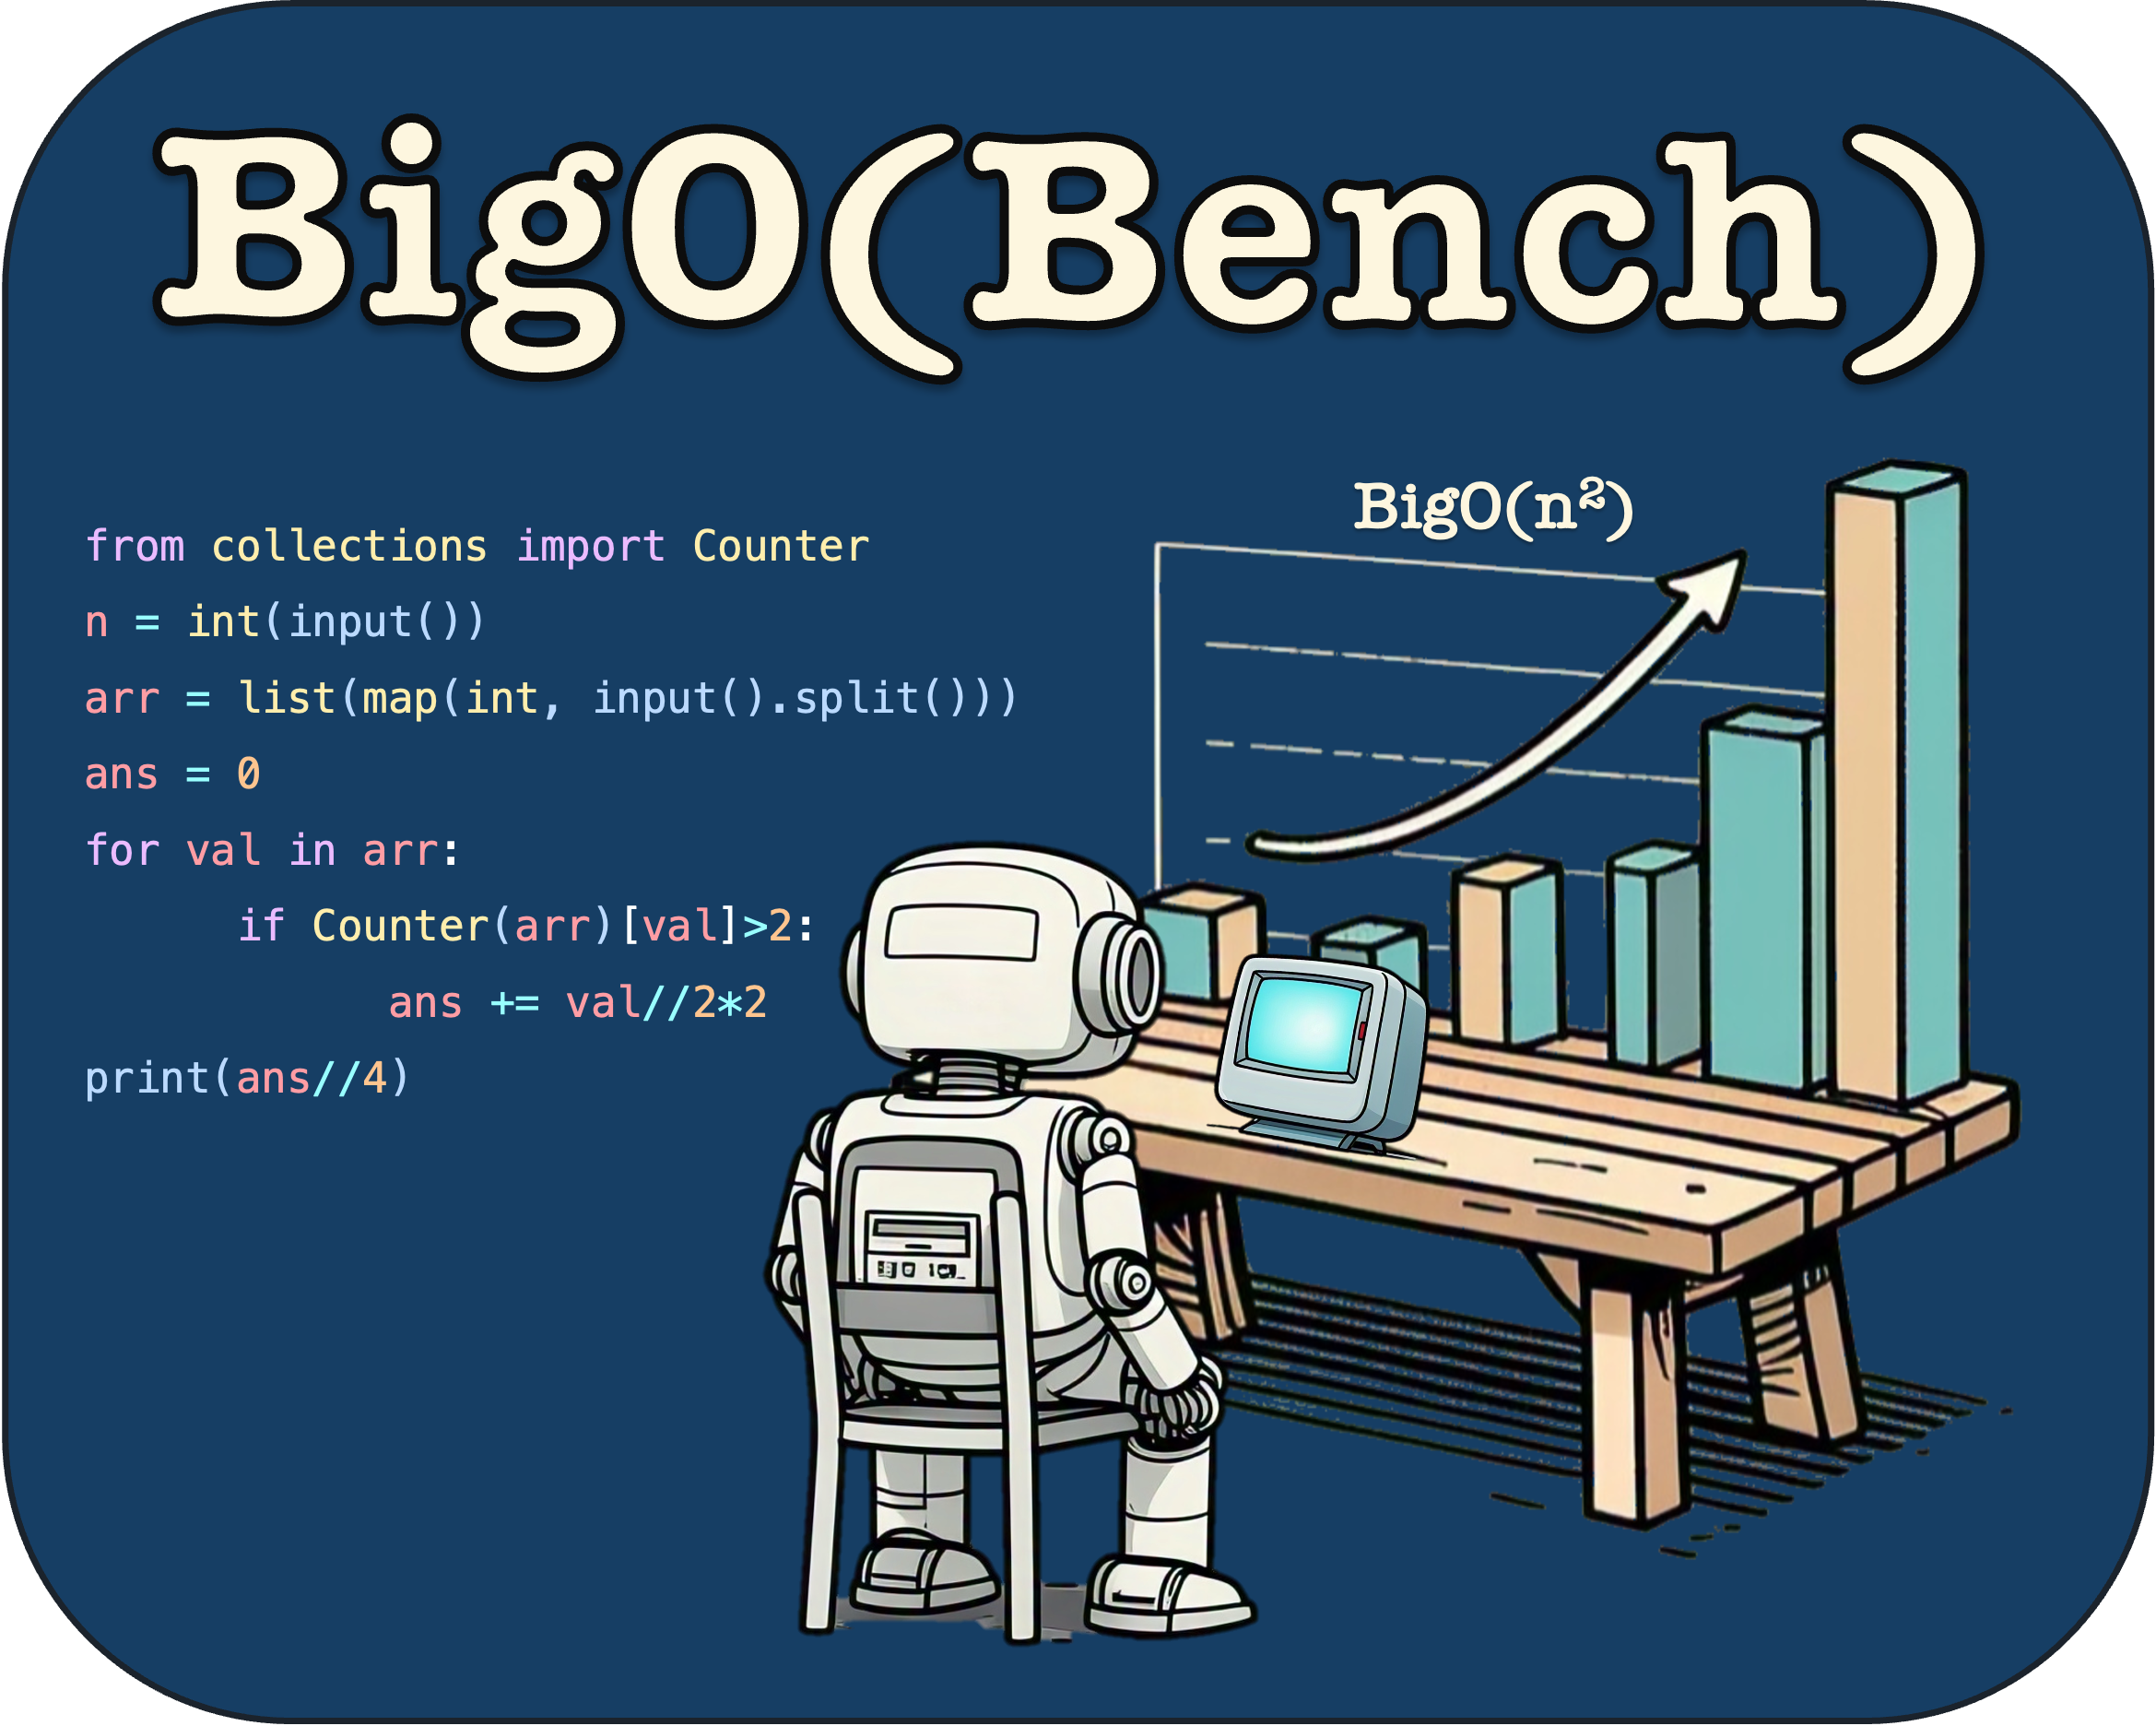 BigO(Bench)
from collections import Counter
n = int(input())
arr = list(map(int, input().split()))
ans = 0
for val in arr:
if Counter(arr)[val]>2:
ans += val//2*2
print(ans//4)
BigO(n²)